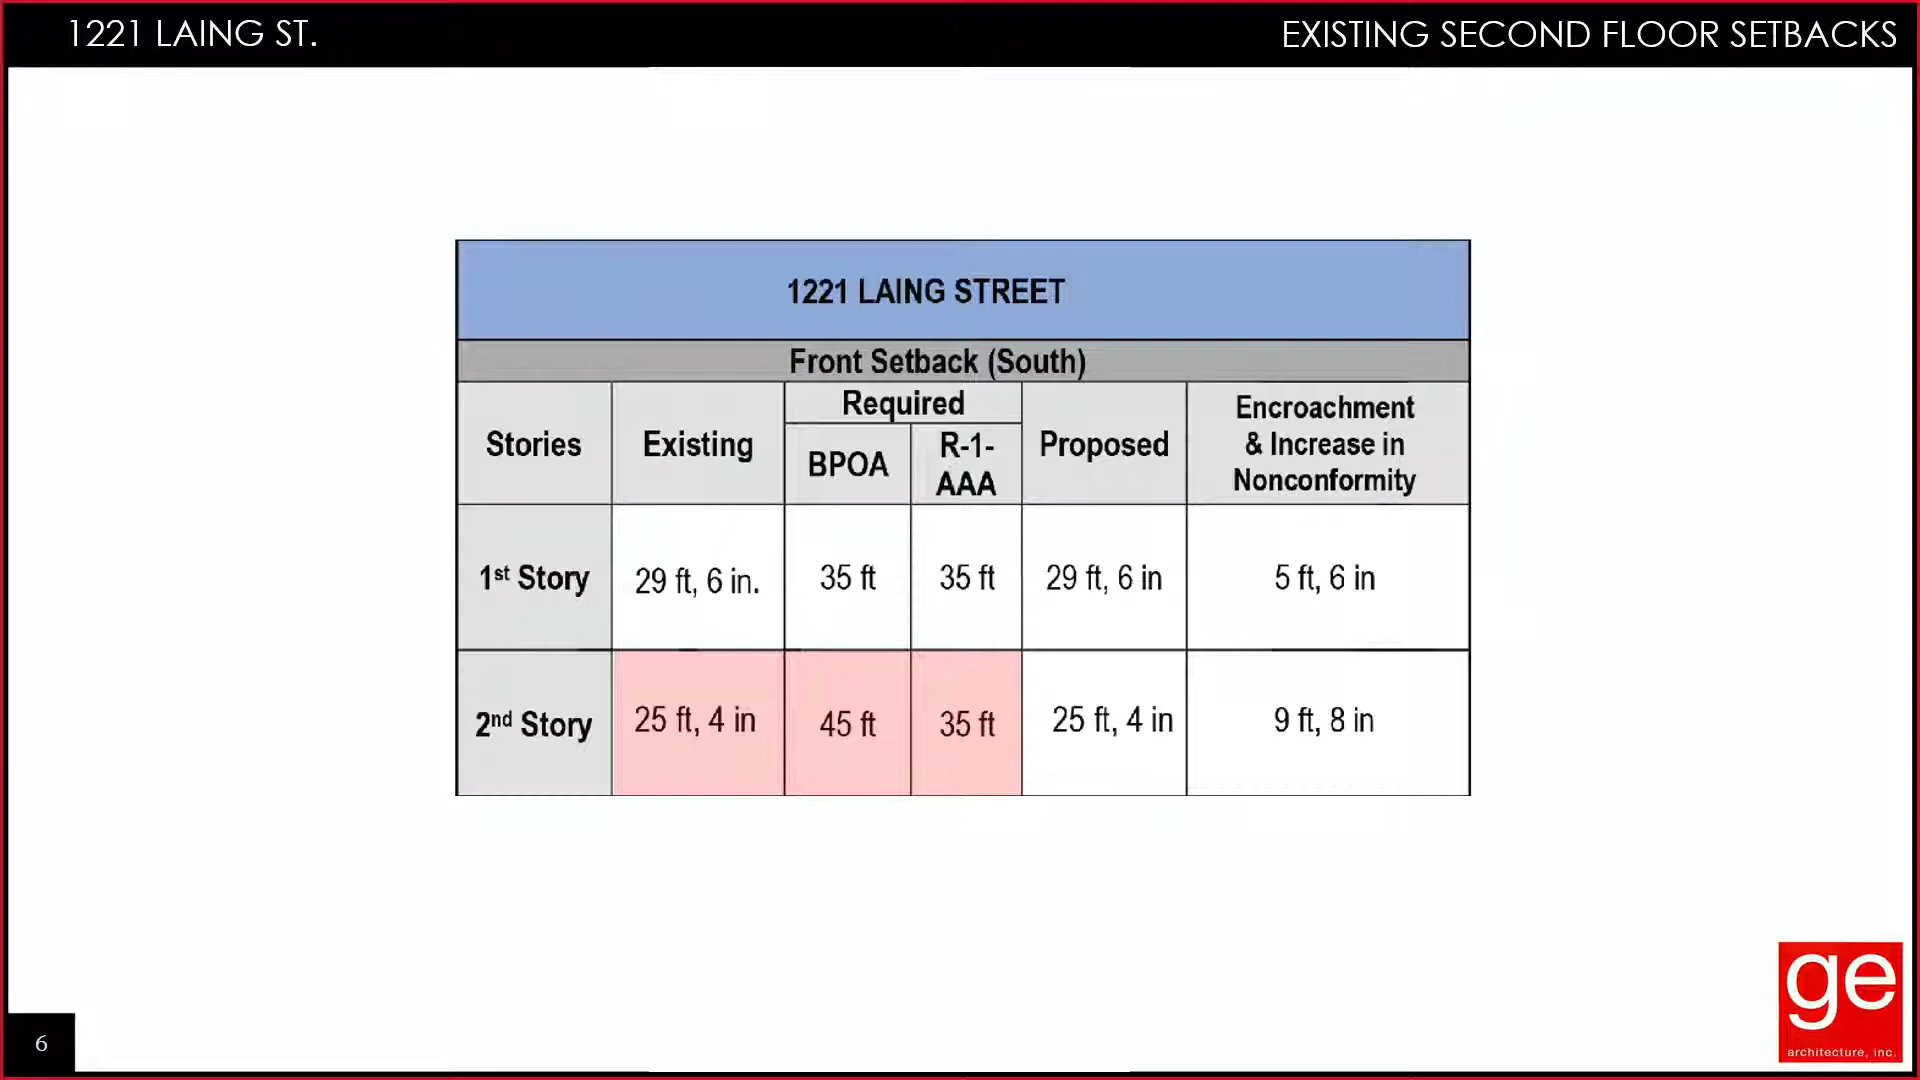 1221 LAING ST.
EXISTING SECOND FLOOR SETBACKS
1221 LAING STREET
Front Setback (South)
Stories
Existing
Required
BPOA
R-1-
AAA
Proposed
Encroachment
& Increase in
Nonconformity
1st Story
29 ft, 6 in.
35 ft
35 ft
29 ft, 6 in
5 ft, 6 in
2nd Story
25 ft, 4 in
45 ft
35 ft
25 ft, 4 in
9 ft, 8 in
ge
architecture, inc.
6